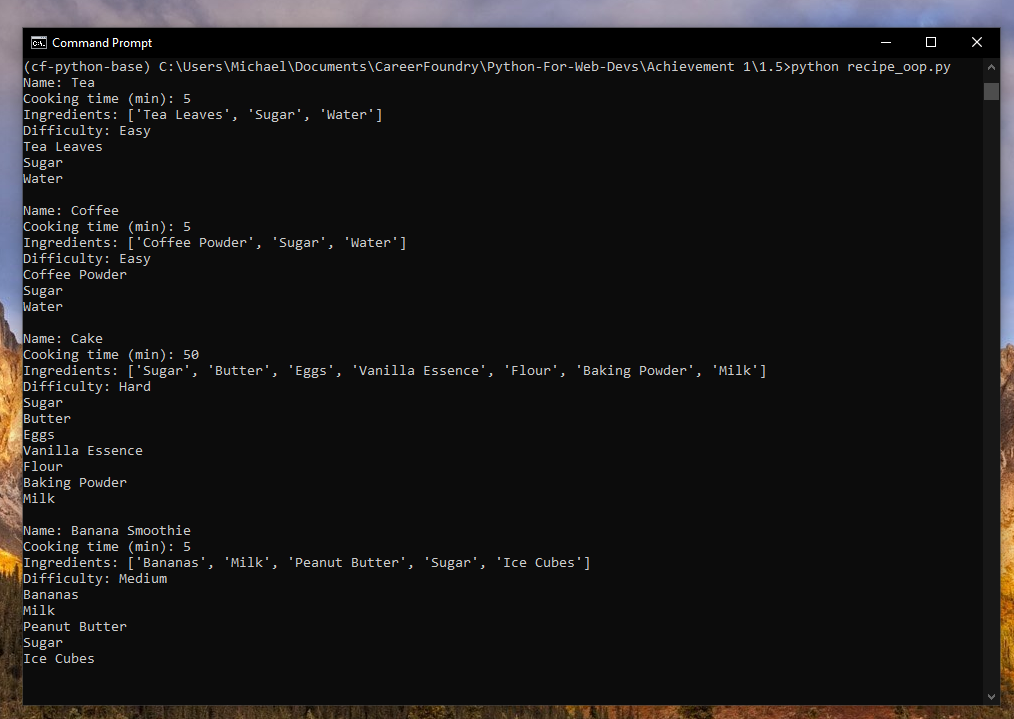 Command Prompt
(cf-python-base) C:\Users\Michael\Documents\CareerFoundry\Python-For-Web-Devs\Achievement 1\1.5>python recipe_oop.py
Name: Tea
Cooking time (min): 5
Ingredients: ['Tea Leaves', 'Sugar', 'Water']
Difficulty: Easy
Tea Leaves
Sugar
Water

Name: Coffee
Cooking time (min): 5
Ingredients: ['Coffee Powder', 'Sugar', 'Water']
Difficulty: Easy
Coffee Powder
Sugar
Water

Name: Cake
Cooking time (min): 50
Ingredients: ['Sugar', 'Butter', 'Eggs', 'Vanilla Essence', 'Flour', 'Baking Powder', 'Milk']
Difficulty: Hard
Sugar
Butter
Eggs
Vanilla Essence
Flour
Baking Powder
Milk

Name: Banana Smoothie
Cooking time (min): 5
Ingredients: ['Bananas', 'Milk', 'Peanut Butter', 'Sugar', 'Ice Cubes']
Difficulty: Medium
Bananas
Milk
Peanut Butter
Sugar
Ice Cubes